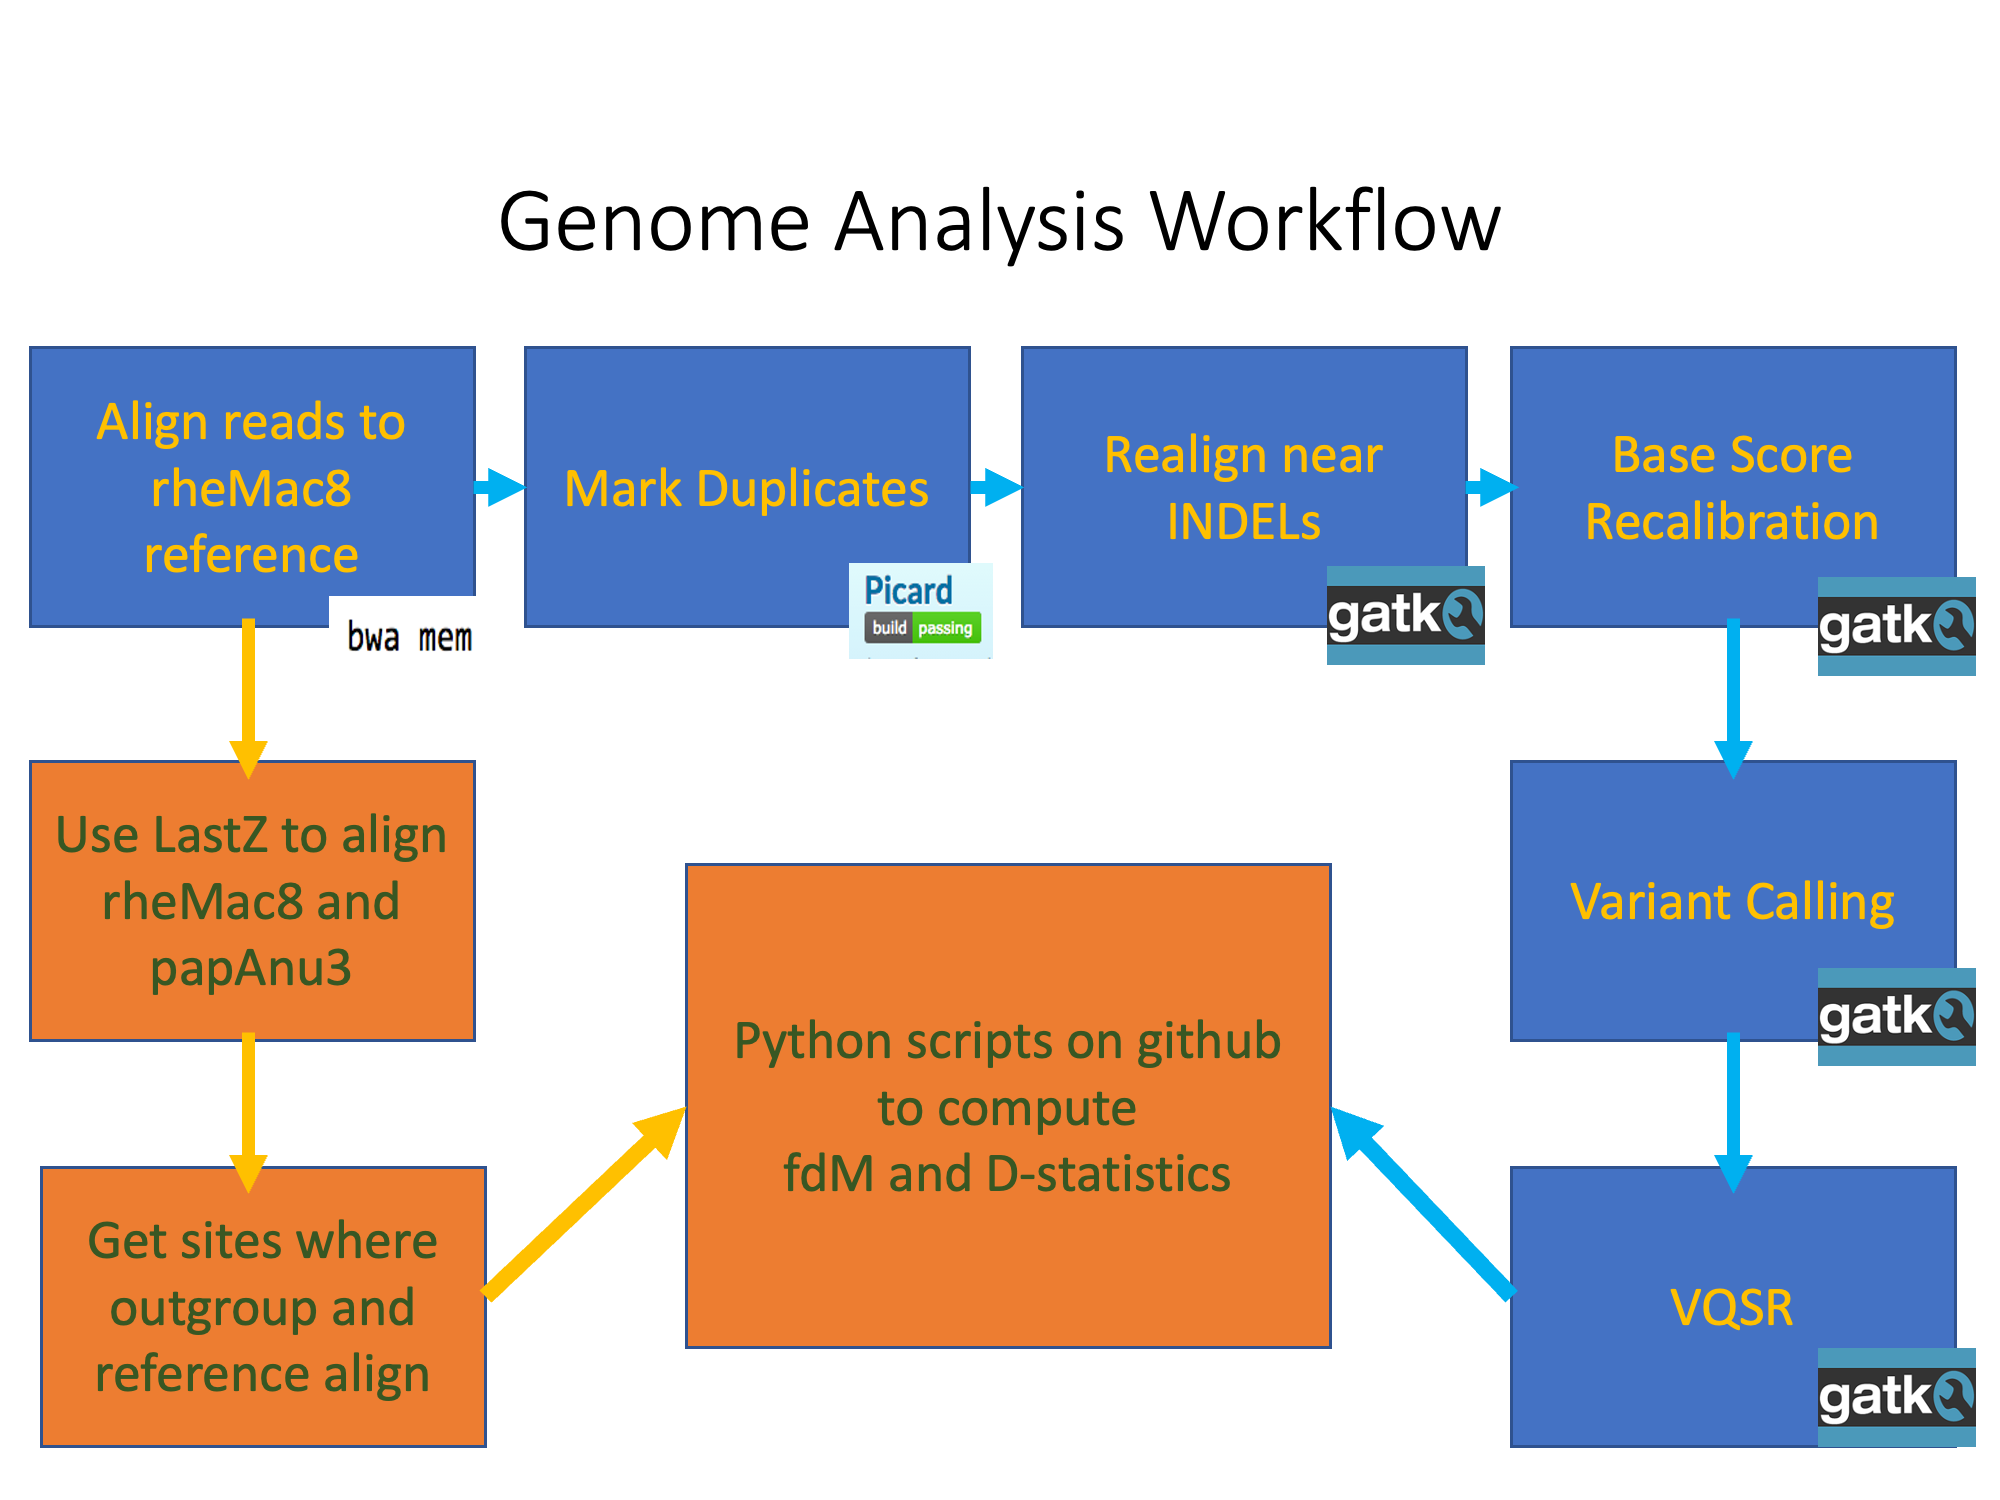 Genome Analysis Workflow
Align reads to
rheMac8
reference
bwa mem
Mark Duplicates
Picard
build passing
Realign near
INDELs
gatk
Base Score
Recalibration
gatk
Use LastZ to align
rheMac8 and
papAnu3
Python scripts on github
to compute
fdM and D-statistics
Variant Calling
gatk
Get sites where
outgroup and
reference align
VQSR
gatk